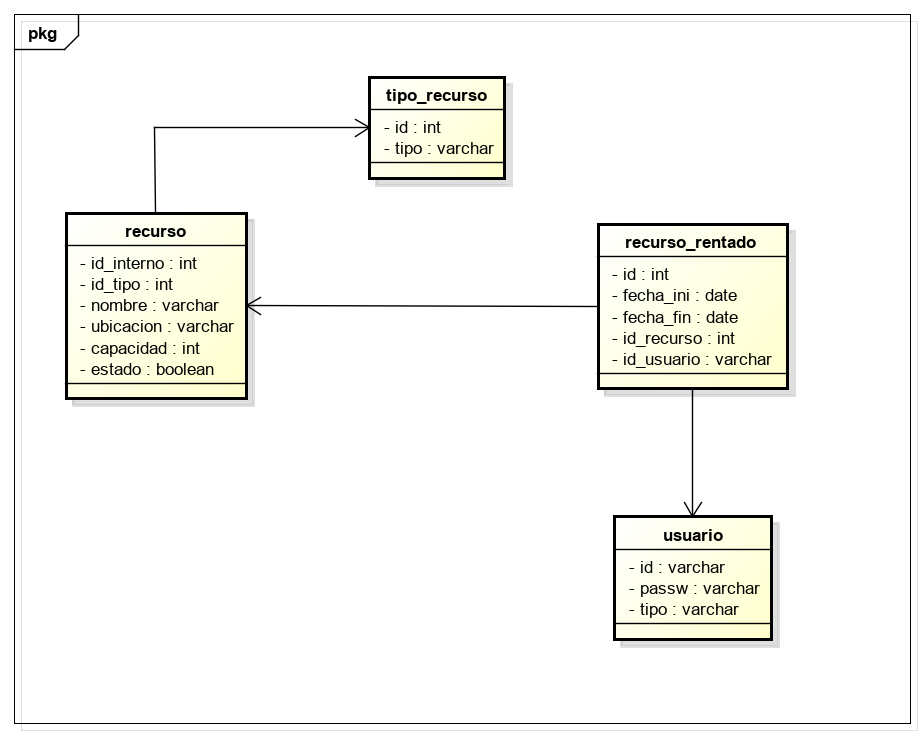 pkg
tipo_recurso
- id : int
- tipo : varchar
recurso
- id_interno : int
- id_tipo : int
- nombre : varchar
- ubicacion : varchar
- capacidad : int
- estado : boolean
recurso_rentado
- id : int
- fecha_ini : date
- fecha_fin : date
- id_recurso : int
- id_usuario : varchar
usuario
- id : varchar
- passw : varchar
- tipo : varchar